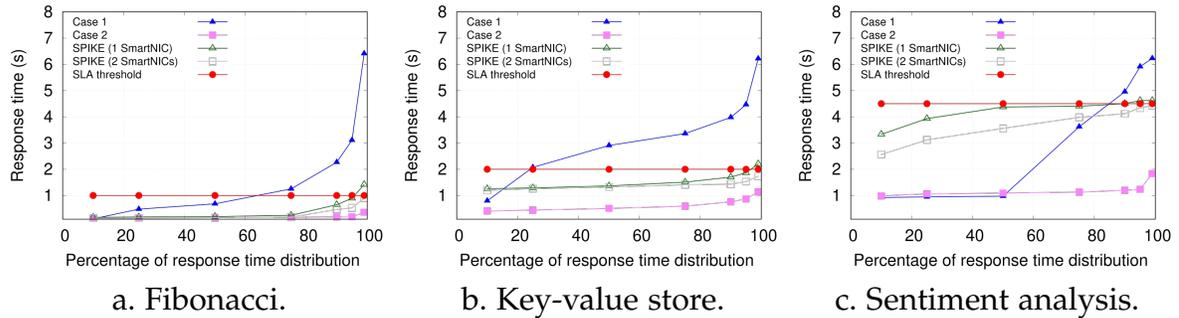 8
7
6
5
4
3
2
1
Response time (s)
Case 1
Case 2
SPIKE (1 SmartNIC)
SPIKE (2 SmartNICs)
SLA threshold
0 20 40 60 80 100
Percentage of response time distribution
a. Fibonacci.
8
7
6
5
4
3
2
1
Response time (s)
Case 1
Case 2
SPIKE (1 SmartNIC)
SPIKE (2 SmartNICs)
SLA threshold
0 20 40 60 80 100
Percentage of response time distribution
b. Key-value store.
8
7
6
5
4
3
2
1
Response time (s)
Case 1
Case 2
SPIKE (1 SmartNIC)
SPIKE (2 SmartNICs)
SLA threshold
0 20 40 60 80 100
Percentage of response time distribution
c. Sentiment analysis.